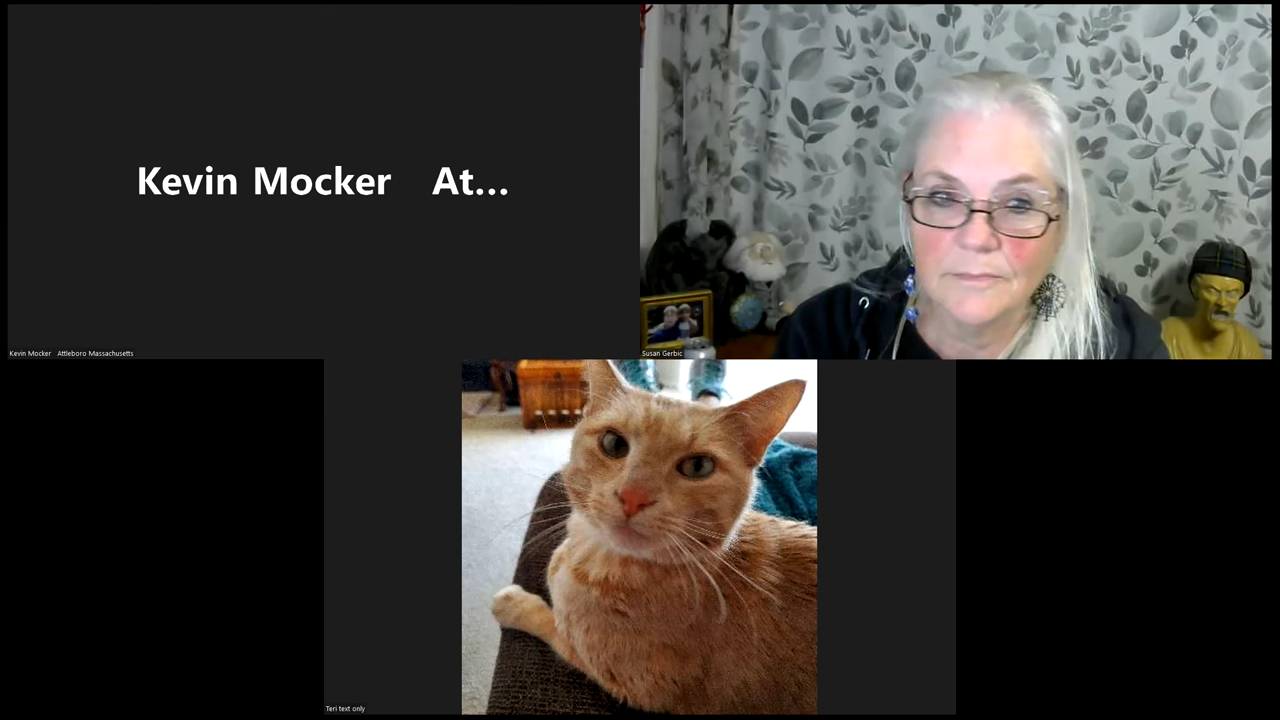 Kevin Mocker At...
Kevin Mocker Attleboro Massachusetts
Susan Gerbic
Teri text only